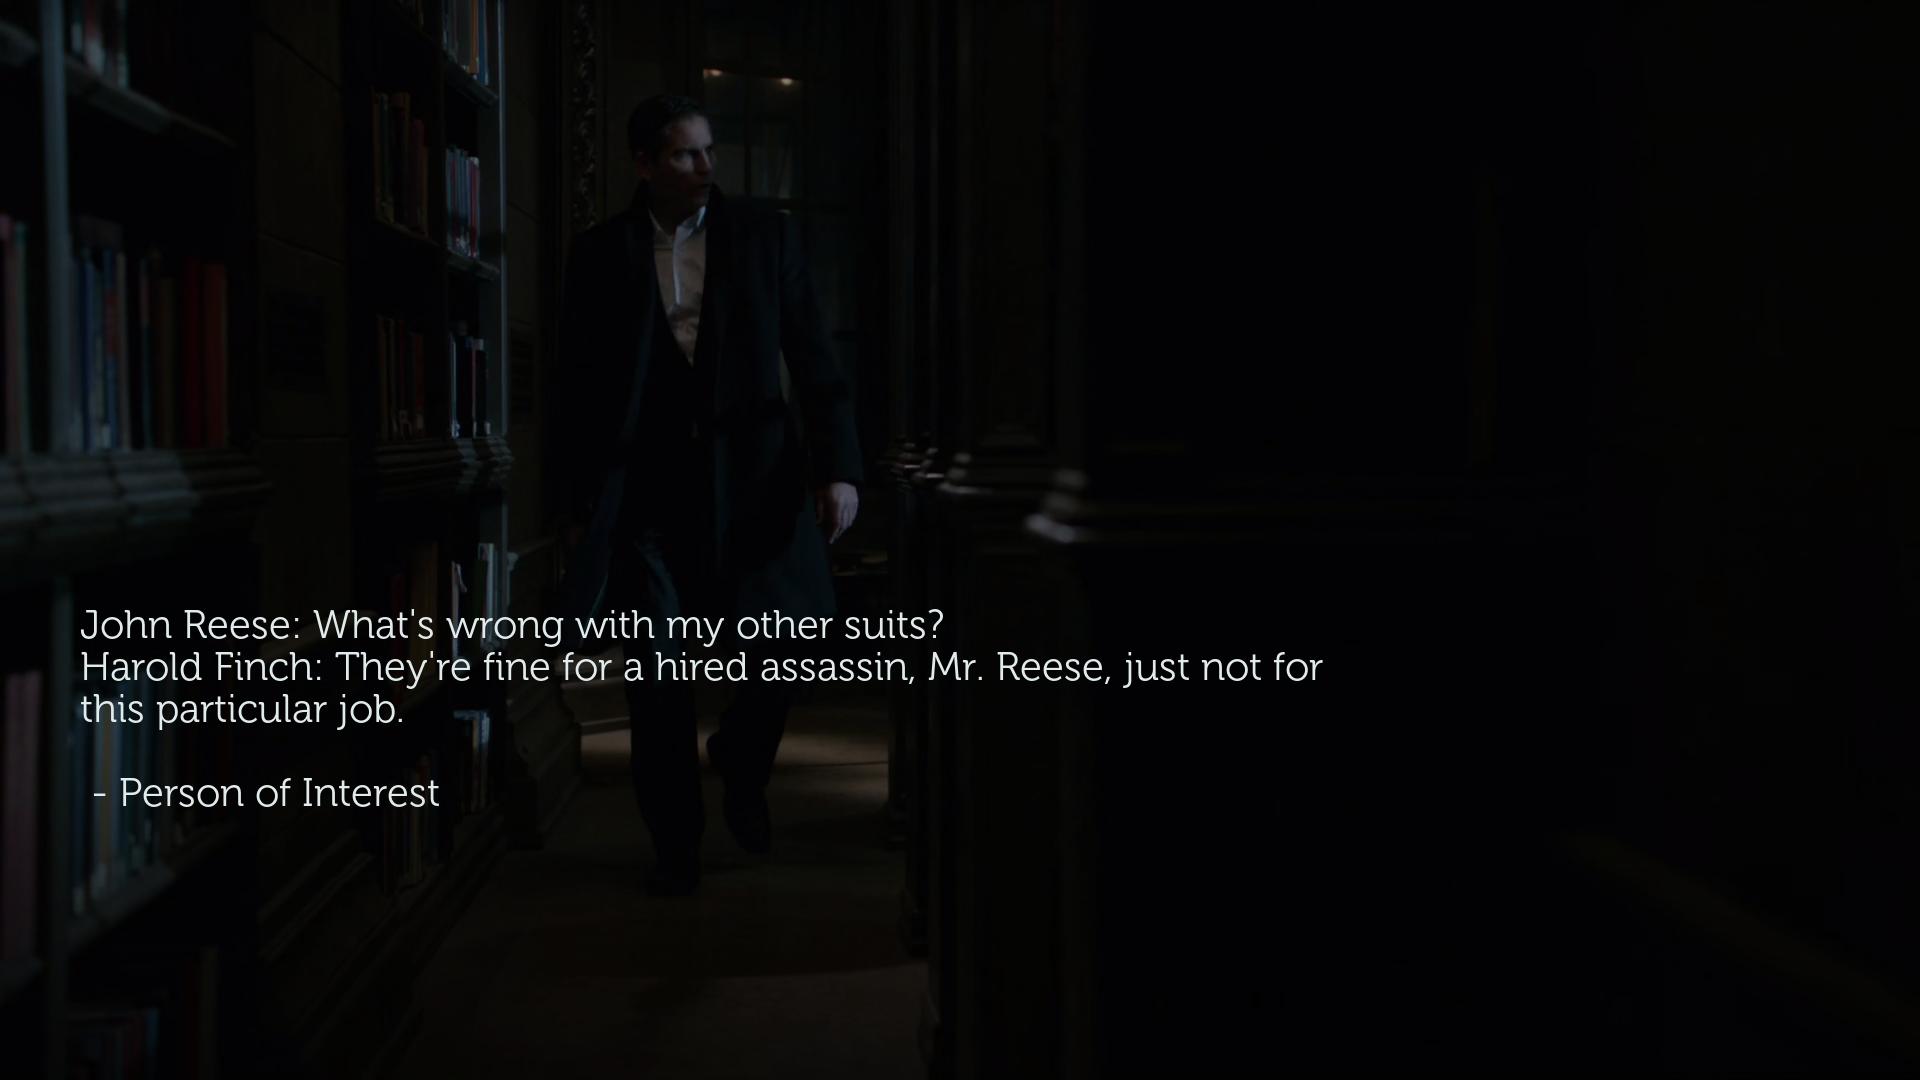 John Reese: What's wrong with my other suits?
Harold Finch: They're fine for a hired assassin, Mr. Reese, just not for
this particular job.
- Person of Interest